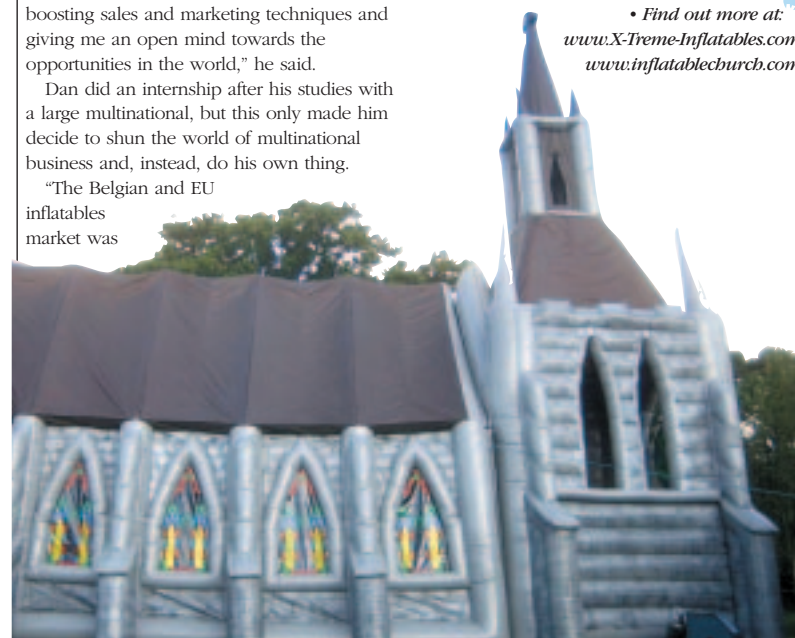 boosting sales and marketing techniques and
giving me an open mind towards the
opportunities in the world,” he said.
Dan did an internship after his studies with
a large multinational, but this only made him
decide to shun the world of multinational
business and, instead, do his own thing.
“The Belgian and EU
inflatables
market was
• Find out more at:
www.X-Treme-Inflatables.com
www.inflatablechurch.com